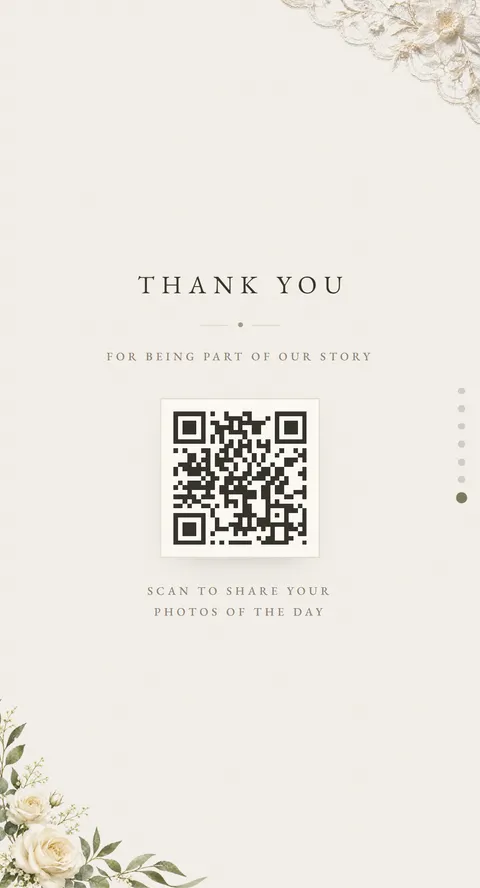 THANK YOU
FOR BEING PART OF OUR STORY
SCAN TO SHARE YOUR
PHOTOS OF THE DAY